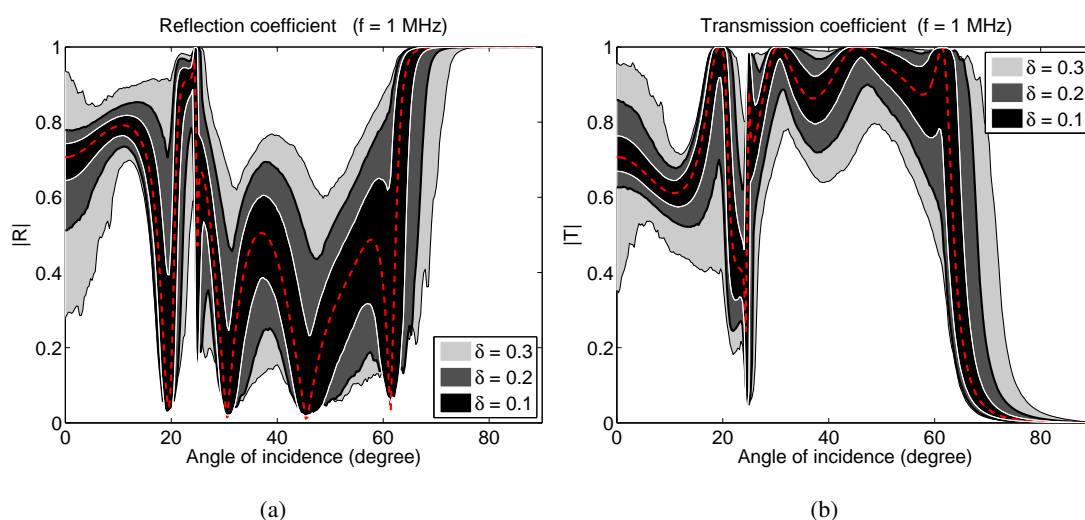 Reflection coefficient (f = 1 MHz)
1
0.8
0.6
0.4
0.2
0
|R|
0 20 40 60 80
Angle of incidence (degree)
δ = 0.3
δ = 0.2
δ = 0.1
(a)
Transmission coefficient (f = 1 MHz)
1
0.8
0.6
0.4
0.2
0
|T|
0 20 40 60 80
Angle of incidence (degree)
δ = 0.3
δ = 0.2
δ = 0.1
(b)